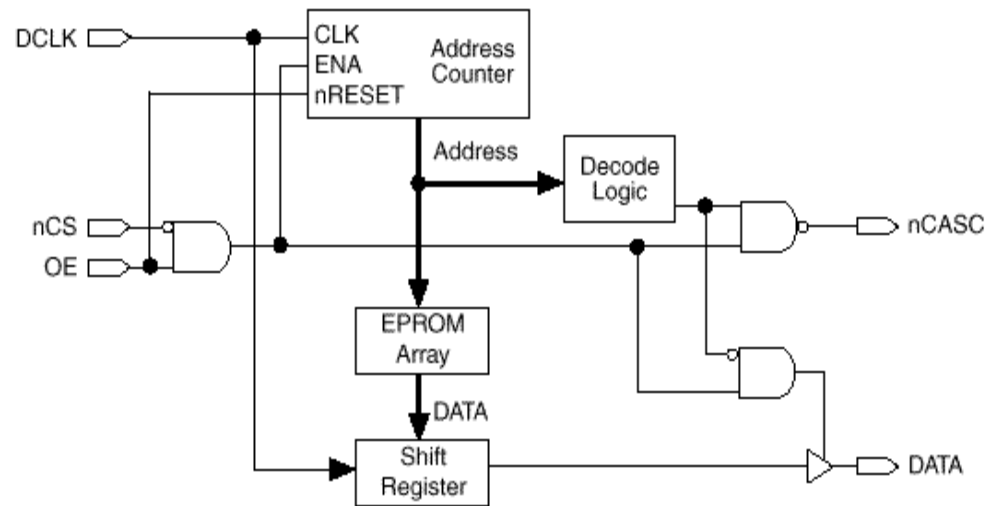 DCLK
CLK
ENA
nRESET
Address
Counter
Address
Decode
Logic
nCS
OE
nCASC
EPROM
Array
DATA
Shift
Register
DATA